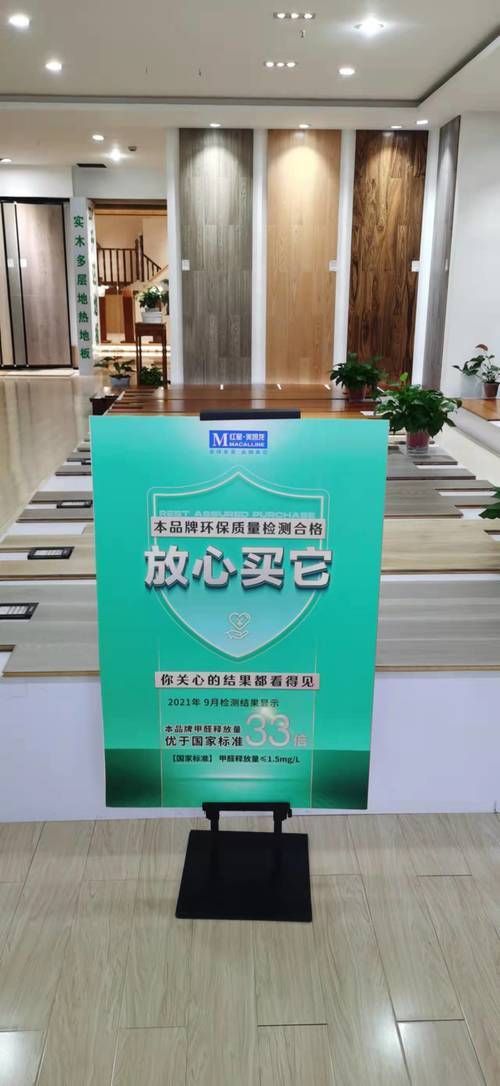 实木多层地热地板
M 红星·美凯龙
MACALLINE
REST ASSURED PURCHASE
本品牌环保质量检测合格
放心买它
你关心的结果都看得见
2021年 9月检测结果显示
本品牌甲醛释放量
优于国家标准33倍
【国家标准】 甲醛释放量≤1.5mg/L